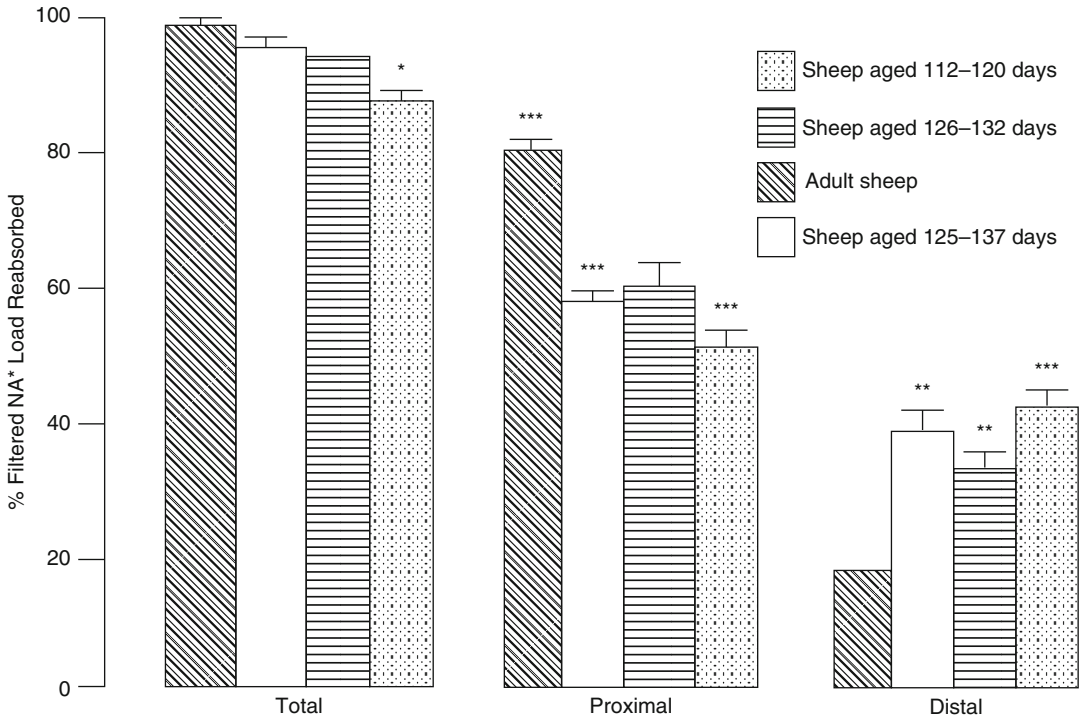 100
80
60
40
20
0
% Filtered NA* Load Reabsorbed
*
***
***
***
**
**
***
Sheep aged 112–120 days
Sheep aged 126–132 days
Adult sheep
Sheep aged 125–137 days
Total
Proximal
Distal